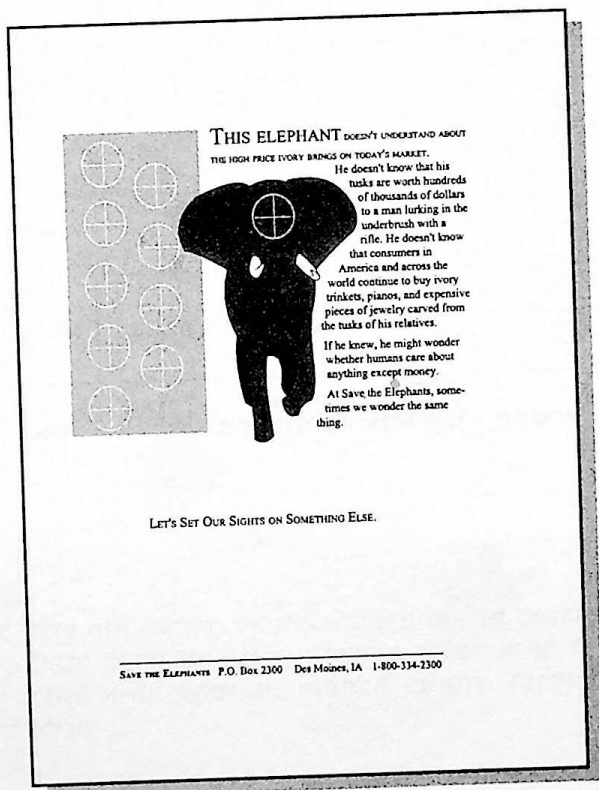 THIS ELEPHANT DOESN'T UNDERSTAND ABOUT
THE HIGH PRICE IVORY BRINGS ON TODAY'S MARKET.
He doesn't know that his
tusks are worth hundreds
of thousands of dollars
to a man lurking in the
underbrush with a
rifle. He doesn't know
that consumers in
America and across the
world continue to buy ivory
trinkets, pianos, and expensive
pieces of jewelry carved from
the tusks of his relatives.
If he knew, he might wonder
whether humans care about
anything except money.
At Save the Elephants, some-
times we wonder the same
thing.
LET'S SET OUR SIGHTS ON SOMETHING ELSE.
SAVE THE ELEPHANTS P.O. Box 2300 Des Moines, IA 1-800-334-2300